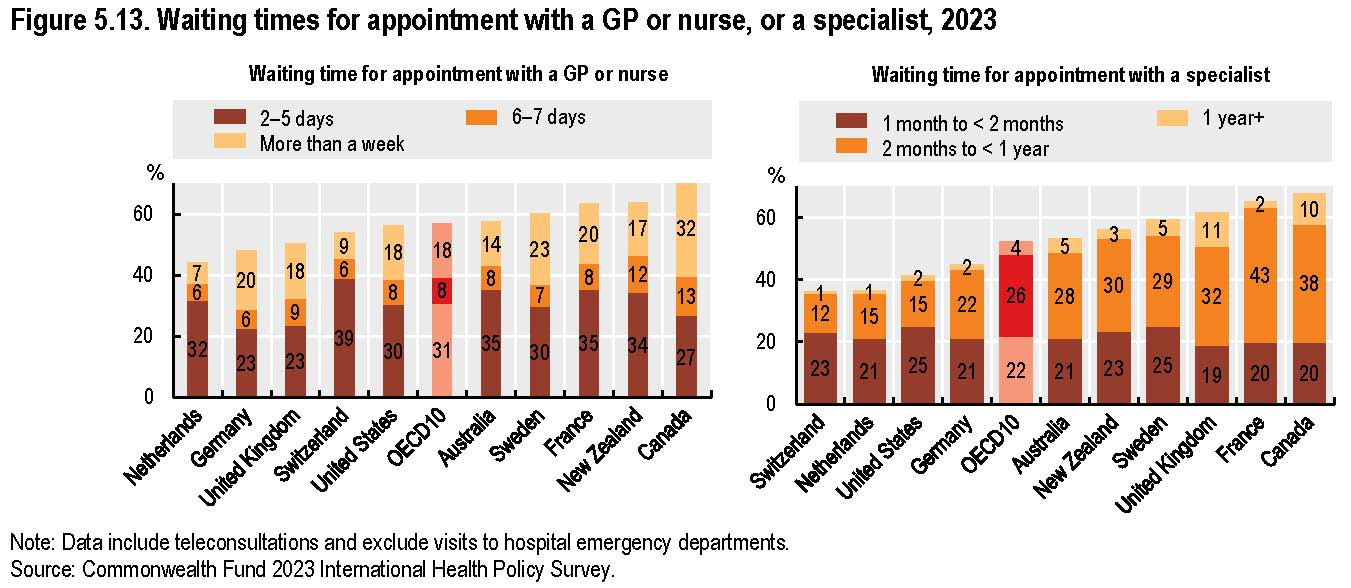 Figure 5.13. Waiting times for appointment with a GP or nurse, or a specialist, 2023
Waiting time for appointment with a GP or nurse
2–5 days
6–7 days
More than a week
%
60
40
20
0
7
6
32
20
6
23
18
9
23
9
6
39
18
8
30
18
8
31
14
8
35
23
7
30
20
8
35
17
12
34
32
13
27
Netherlands
Germany
United Kingdom
Switzerland
United States
OECD10
Australia
Sweden
France
New Zealand
Canada
Waiting time for appointment with a specialist
1 month to < 2 months
1 year+
2 months to < 1 year
%
60
40
20
0
1
12
23
1
15
21
2
15
25
2
22
21
4
26
22
5
28
21
3
30
23
5
29
25
11
32
19
2
43
20
10
38
20
Switzerland
Netherlands
United States
Germany
OECD10
Australia
New Zealand
Sweden
United Kingdom
France
Canada
Note: Data include teleconsultations and exclude visits to hospital emergency departments.
Source: Commonwealth Fund 2023 International Health Policy Survey.